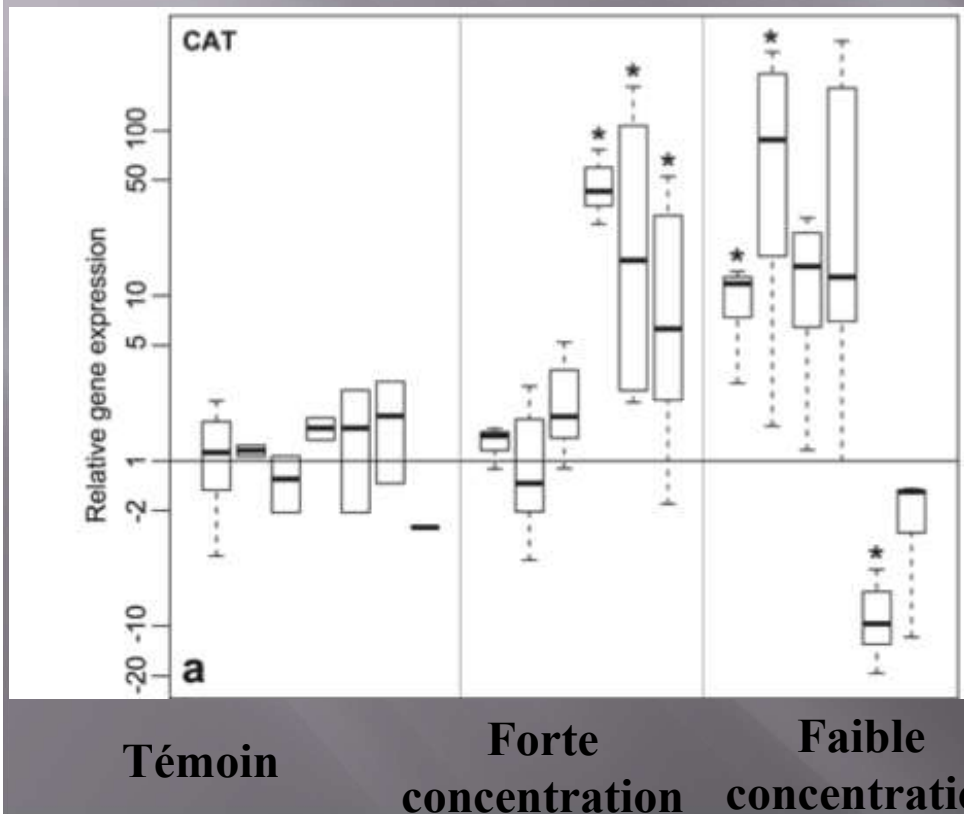 CAT
Relative gene expression
100
50
10
5
1
-2
-10
-20
a
*
*
*
*
*
*
Témoin
Forte
concentration
Faible
concentratio